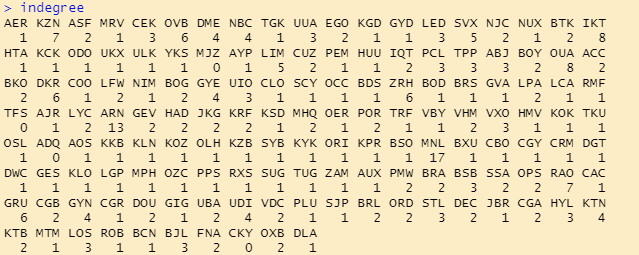 > indegree
AER KZN ASF MRV CEK OVB DME NBC TGK UUA EGO KGD GYD LED SVX NJC NUX BTK IKT
1 7 2 1 3 6 4 4 1 3 2 1 1 3 5 2 1 2 8
HTA KCK ODO UKX ULK YKS MJZ AYP LIM CUZ PEM HUU IQT PCL TPP ABJ BOY OUA ACC
1 1 1 1 1 1 0 1 5 2 1 1 2 3 3 3 2 8 2
BKO DKR COO LFW NIM BOG GYE UIO CLO SCY OCC BDS ZRH BOD BRS GVA LPA LCA RMF
2 6 1 2 1 2 4 3 1 1 1 1 6 1 1 1 2 1 1
TFS AJR LYC ARN GEV HAD JKG KRF KSD MHQ OER POR TRF VBY VHM VXO HMV KOK TKU
0 1 2 13 2 2 2 2 1 2 1 2 1 1 2 3 1 1 1
OSL ADQ AOS KKB KLN KOZ OLH KZB SYB KYK ORI KPR BSO MNL BXU CBO CGY CRM DGT
1 0 1 1 1 1 1 1 1 1 1 1 1 17 1 1 1 1 1
DWC GES KLO LGP MPH OZC PPS RXS SUG TUG ZAM AUX PMW BRA BSB SSA OPS RAO CAC
1 1 1 1 1 1 1 1 1 1 1 1 2 2 3 2 2 7 1
GRU CGB GYN CGR DOU GIG UBA UDI VDC PLU SJP BRL ORD STL DEC JBR CGA HYL KTN
6 2 4 1 2 1 2 4 2 1 1 2 2 3 2 1 2 3 4
KTB MTM LOS ROB BCN BJL FNA CKY OXB DLA
2 1 3 1 1 3 2 0 2 1